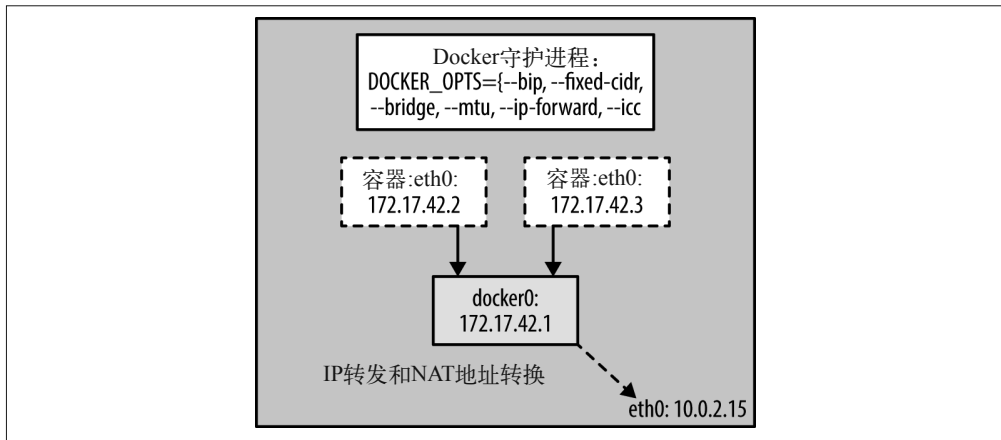 Docker守护进程：
DOCKER_OPTS={--bip, --fixed-cidr,
--bridge, --mtu, --ip-forward, --icc
容器:eth0:
172.17.42.2
容器:eth0:
172.17.42.3
docker0:
172.17.42.1
IP转发和NAT地址转换
eth0: 10.0.2.15